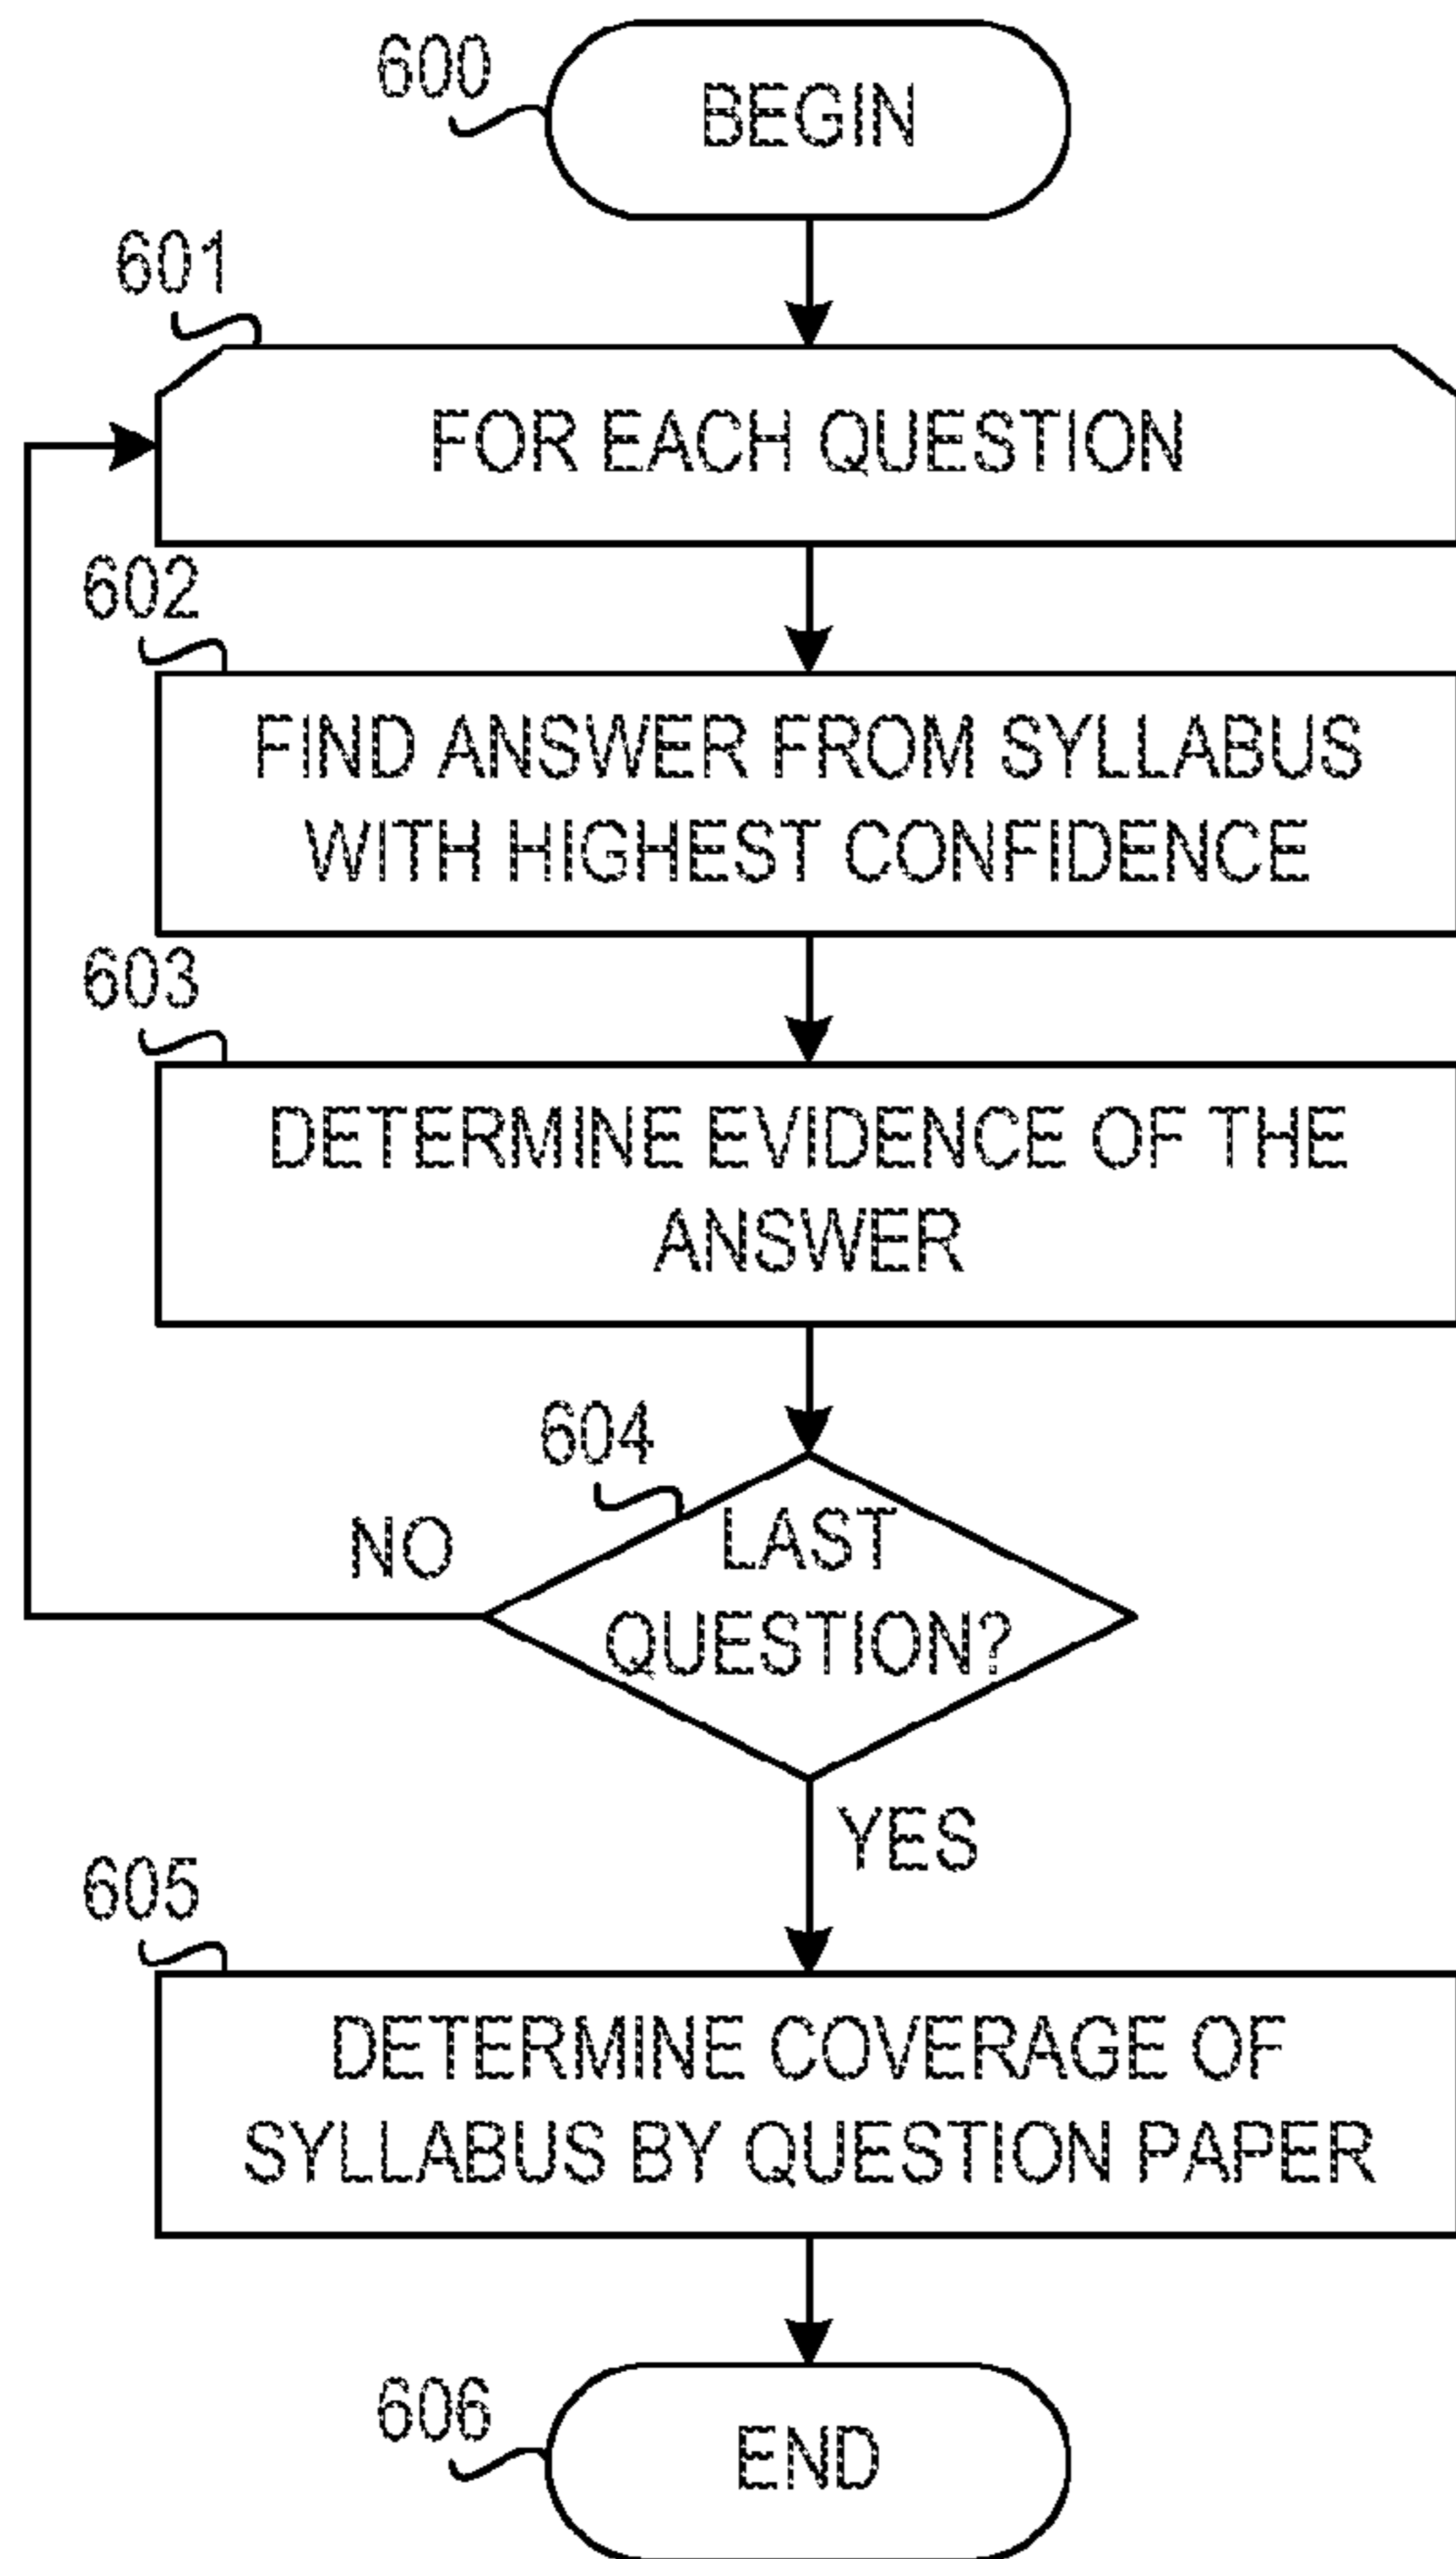 600
BEGIN
601
FOR EACH QUESTION
602
FIND ANSWER FROM SYLLABUS
WITH HIGHEST CONFIDENCE
603
DETERMINE EVIDENCE OF THE
ANSWER
604
LAST
QUESTION?
NO
YES
605
DETERMINE COVERAGE OF
SYLLABUS BY QUESTION PAPER
606
END